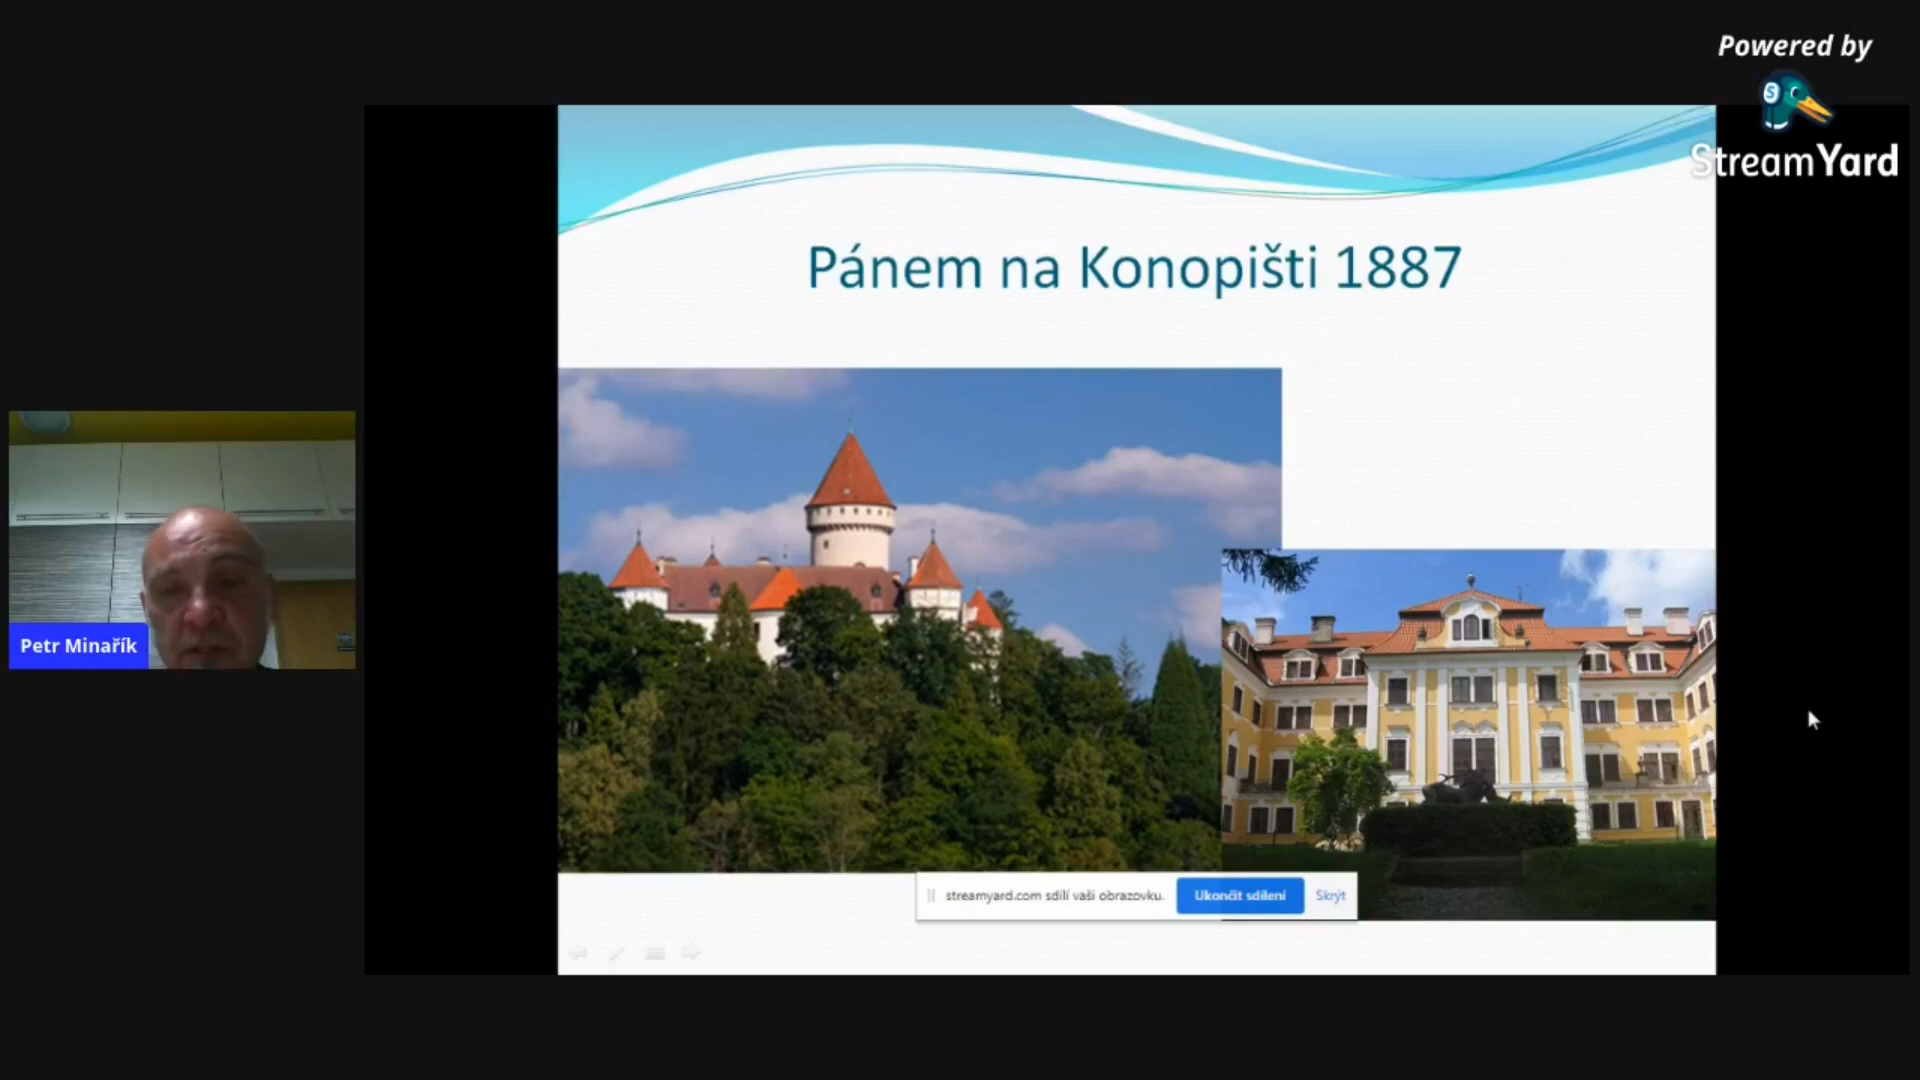 Powered by
StreamYard
Pánem na Konopišti 1887
Petr Minařík
streamyard.com sdílí vaši obrazovku.
Ukončit sdílení
Skrýt